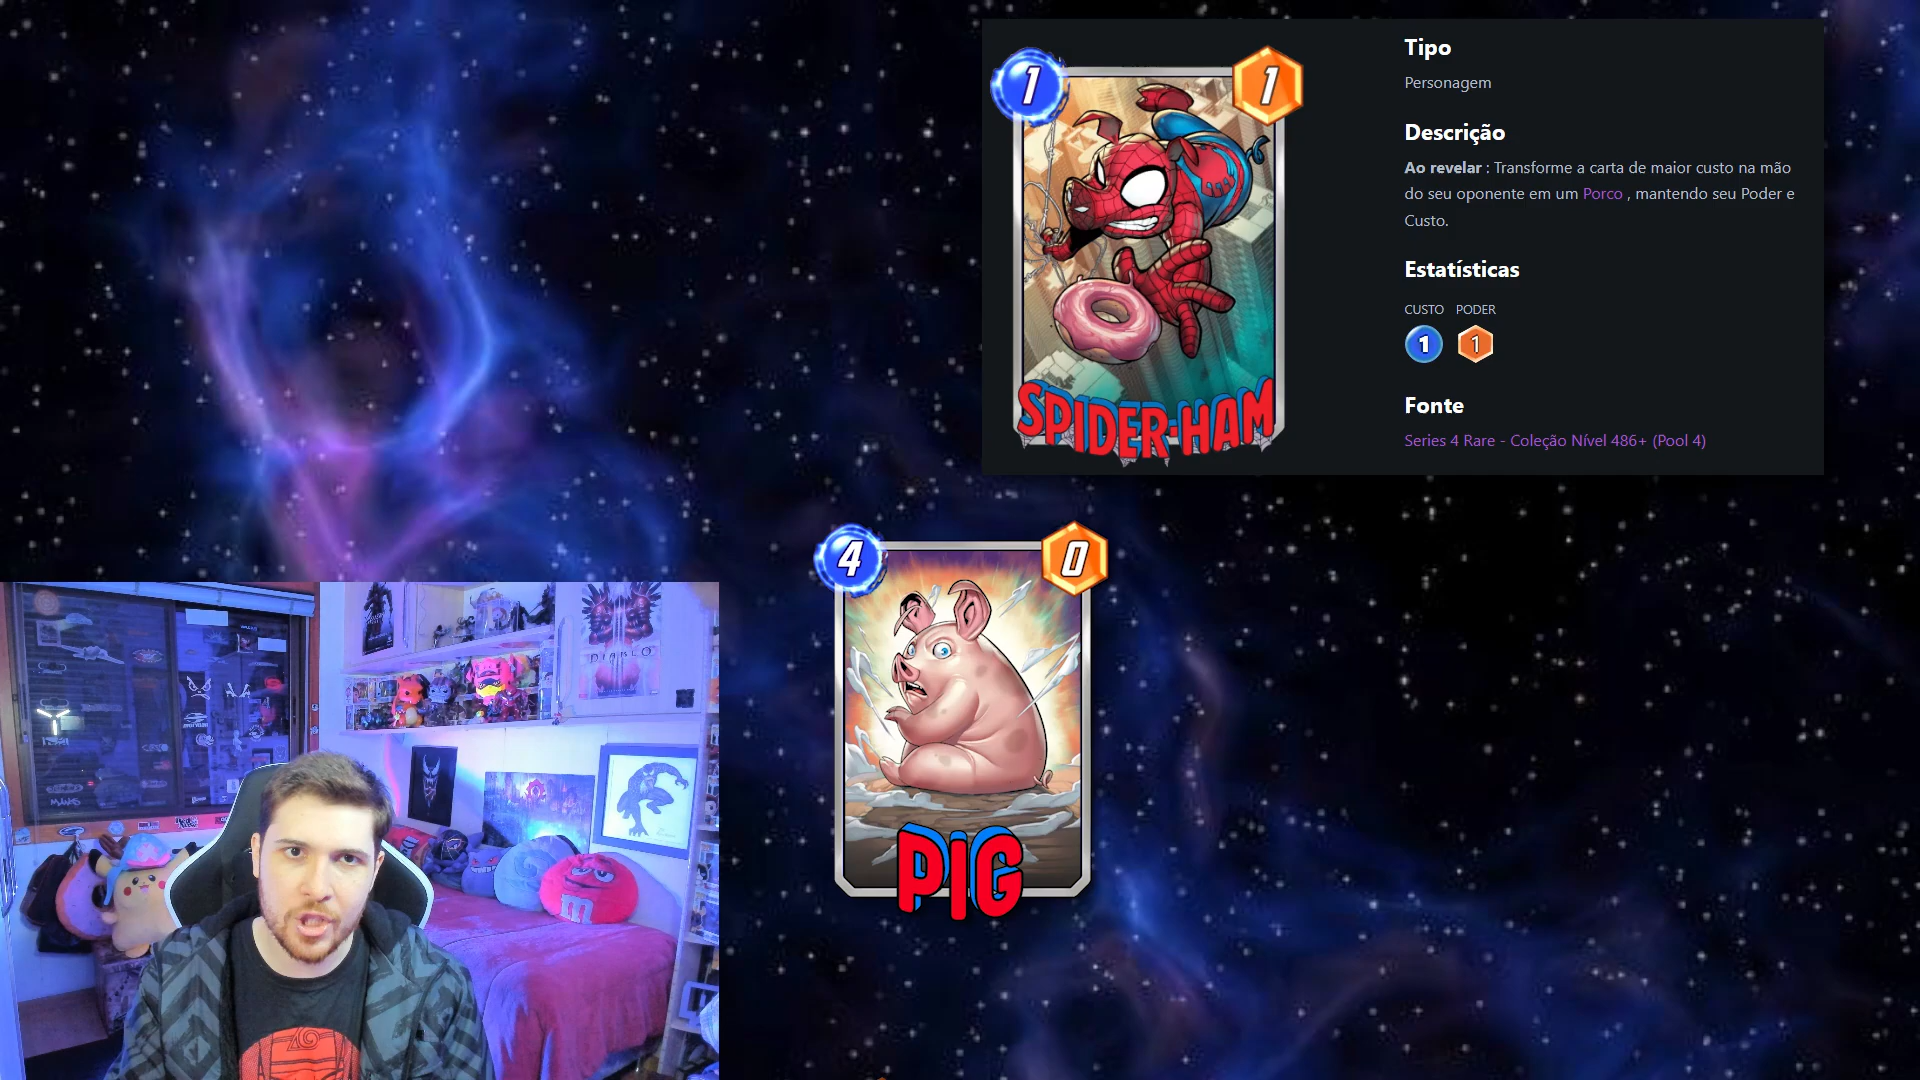 1
1
SPIDER-HAM
Tipo
Personagem
Descrição
Ao revelar : Transforme a carta de maior custo na mão
do seu oponente em um Porco , mantendo seu Poder e
Custo.
Estatísticas
CUSTO PODER
1 1
Fonte
Series 4 Rare - Coleção Nível 486+ (Pool 4)
4
0
PIG
DIABLO
m